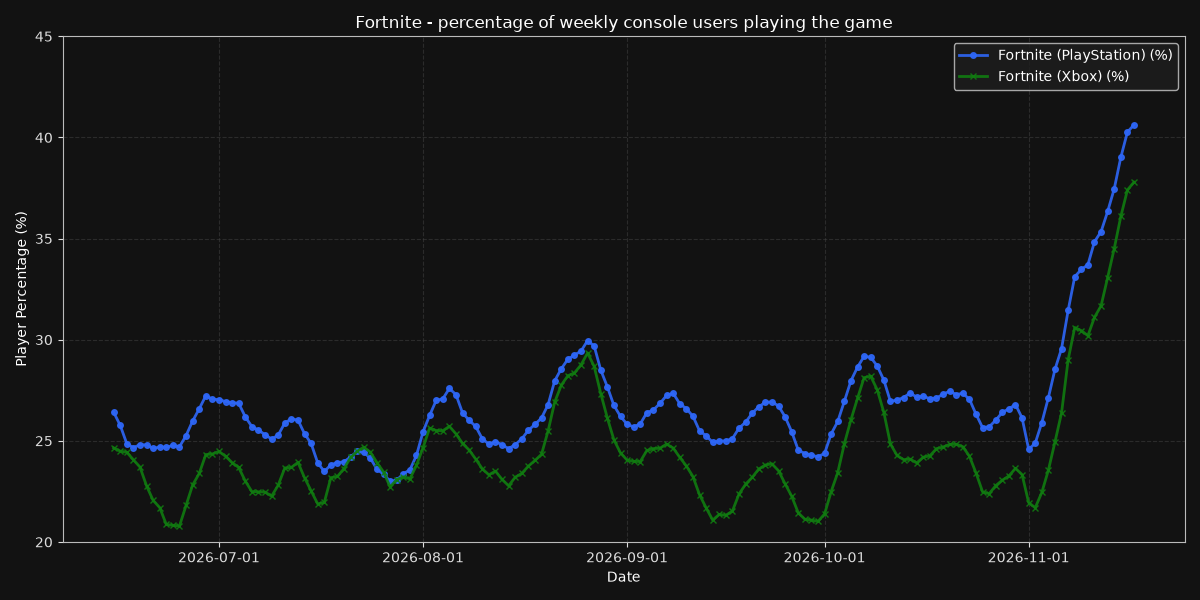 Fortnite - percentage of weekly console users playing the game
45
40
35
30
25
20
Player Percentage (%)
Fortnite (PlayStation) (%)
Fortnite (Xbox) (%)
2026-07-01
2026-08-01
2026-09-01
2026-10-01
2026-11-01
Date